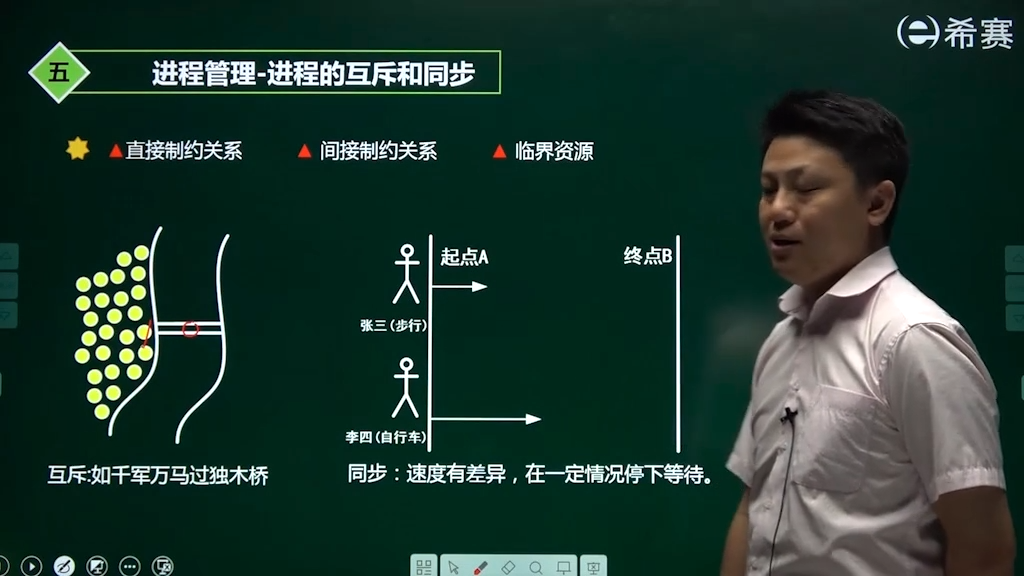 希赛
五
进程管理-进程的互斥和同步
▲直接制约关系 ▲ 间接制约关系 ▲ 临界资源
起点A
终点B
张三(步行)
李四(自行车)
互斥:如千军万马过独木桥
同步：速度有差异，在一定情况停下等待。